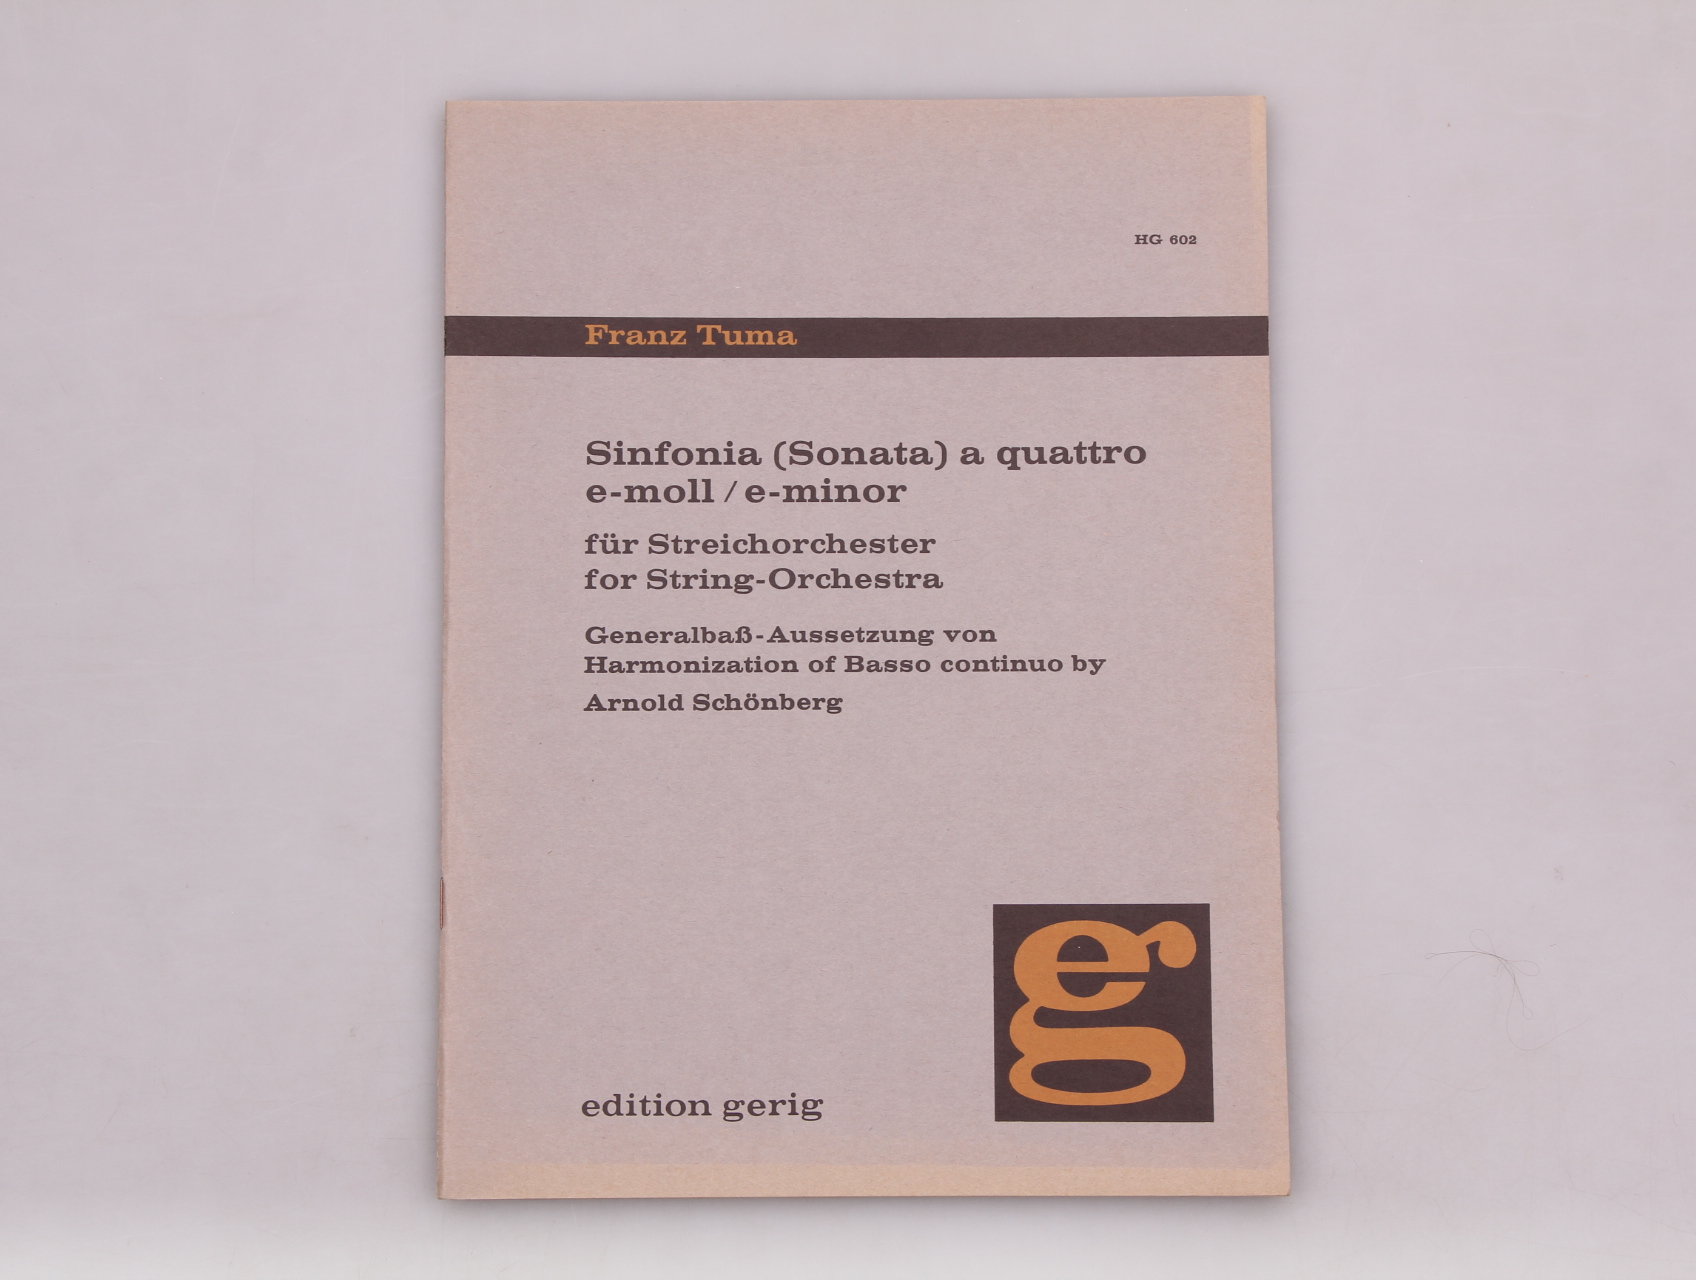 HG 602
Franz Tuma
Sinfonia (Sonata) a quattro
e-moll / e-minor
für Streichorchester
for String-Orchestra
Generalbaß-Aussetzung von
Harmonization of Basso continuo by
Arnold Schönberg
eg
edition gerig